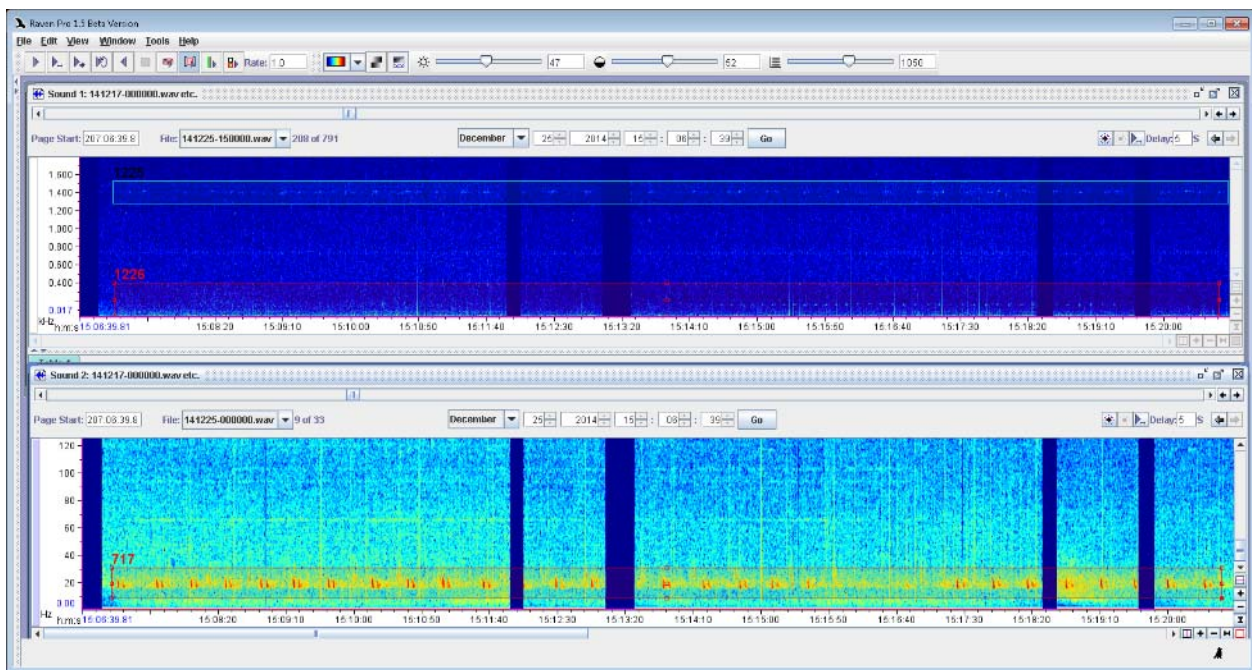 Raven Pro 1.5 Beta Version
File Edit View Window Tools Help
Rate: 1.0 47 52 1050
Sound 1: 141217-000000.wav etc.
Page Start: 207:06:39.8 File: 141225-150000.wav 208 of 791 December 25 2014 15 : 06 : 39 Go Delay: 5 S
1.600
1225
1.400
1.200
1.000
0.800
0.600
1226
0.400
0.017
kHz
h:m:s 15:06:39.81 15:08:20 15:09:10 15:10:00 15:10:50 15:11:40 15:12:30 15:13:20 15:14:10 15:15:00 15:15:50 15:16:40 15:17:30 15:18:20 15:19:10 15:20:00
Sound 2: 141217-000000.wav etc.
Page Start: 207:06:39.8 File: 141225-000000.wav 9 of 33 December 25 2014 15 : 06 : 39 Go Delay: 5 S
120
100
80
60
40
717
20
0.00
Hz
h:m:s 15:06:39.81 15:08:20 15:09:10 15:10:00 15:10:50 15:11:40 15:12:30 15:13:20 15:14:10 15:15:00 15:15:50 15:16:40 15:17:30 15:18:20 15:19:10 15:20:00